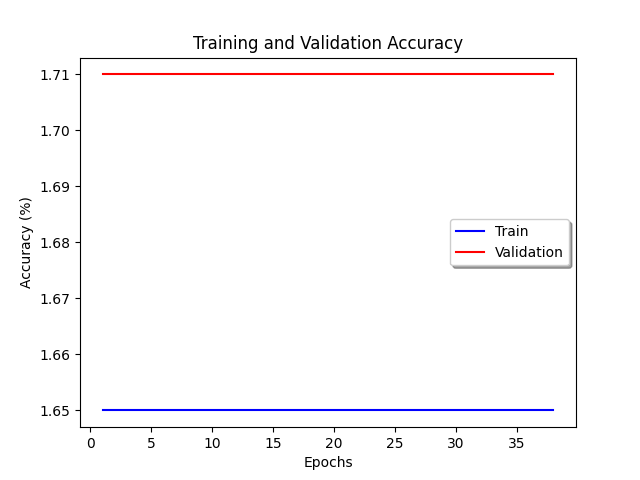 Training and Validation Accuracy
1.71
1.70
1.69
1.68
1.67
1.66
1.65
Accuracy (%)
Train
Validation
0 5 10 15 20 25 30 35
Epochs